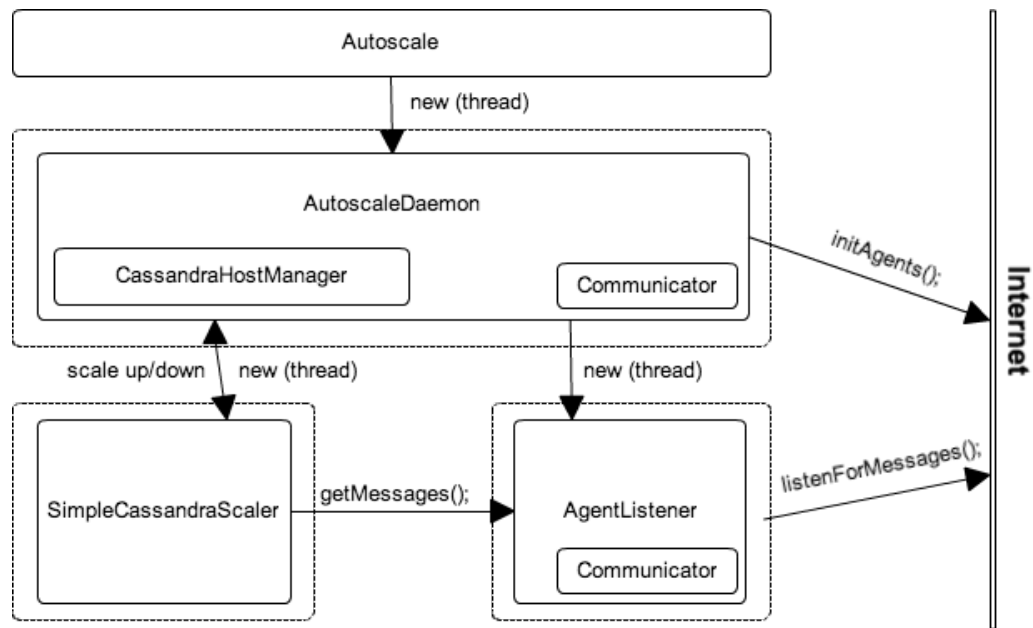 Autoscale
new (thread)
AutoscaleDaemon
CassandraHostManager
Communicator
initAgents();
Internet
scale up/down
new (thread)
new (thread)
SimpleCassandraScaler
getMessages();
AgentListener
Communicator
listenForMessages();